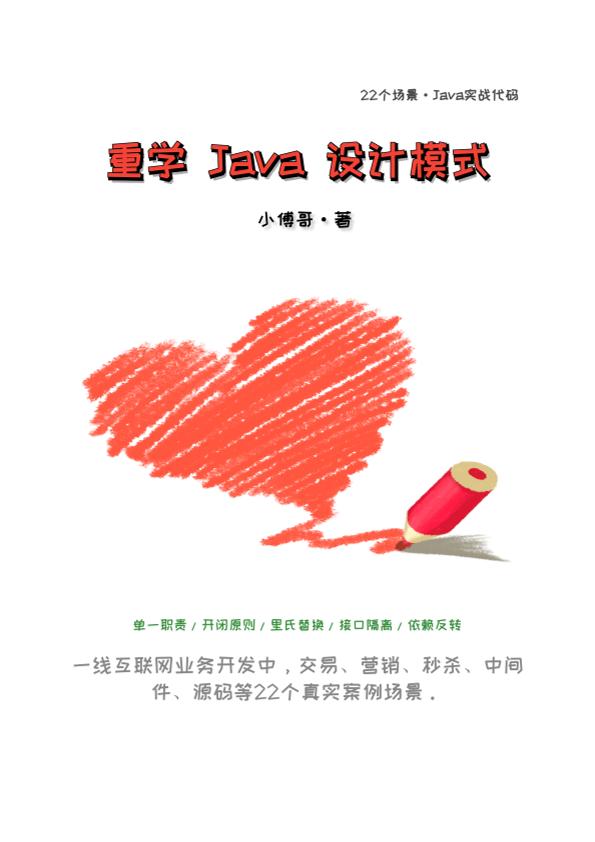 22个场景·Java实战代码
重学 Java 设计模式
小傅哥·著
单一职责 / 开闭原则 / 里氏替换 / 接口隔离 / 依赖反转
一线互联网业务开发中，交易、营销、秒杀、中间
件、源码等22个真实案例场景。